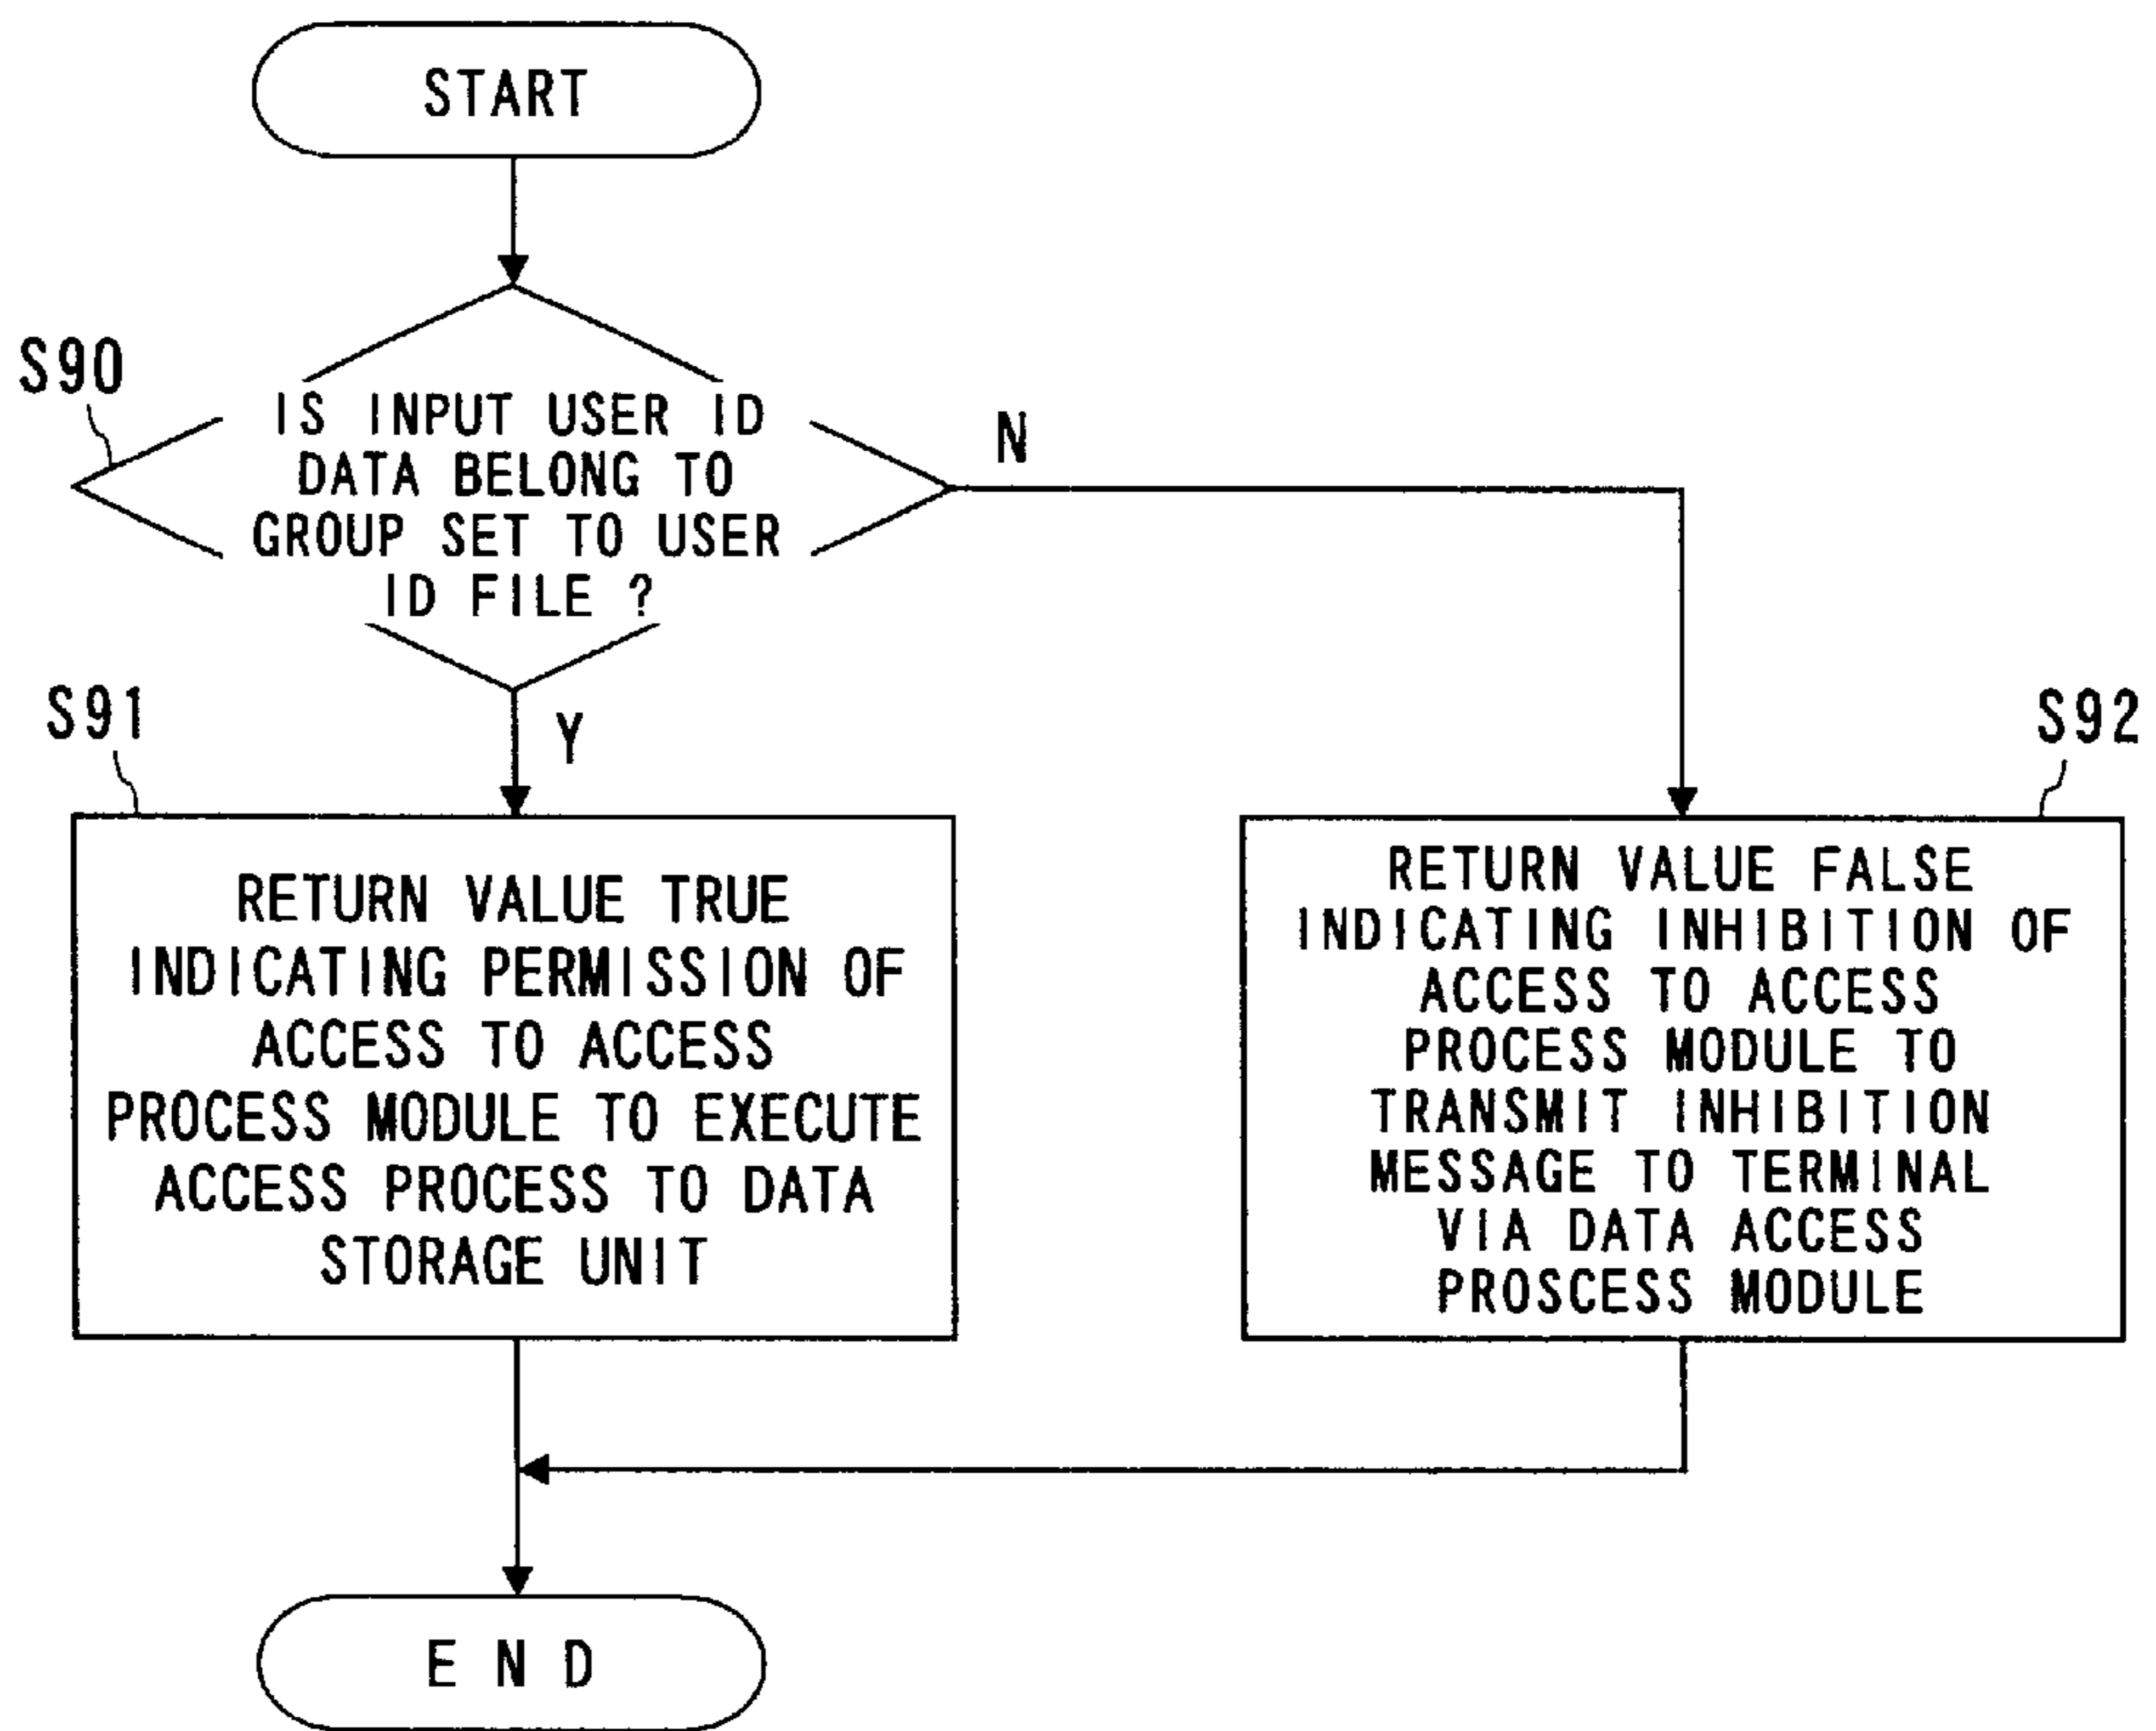 START
S90
IS INPUT USER ID
DATA BELONG TO
GROUP SET TO USER
ID FILE ?
N
Y
S91
RETURN VALUE TRUE
INDICATING PERMISSION OF
ACCESS TO ACCESS
PROCESS MODULE TO EXECUTE
ACCESS PROCESS TO DATA
STORAGE UNIT
S92
RETURN VALUE FALSE
INDICATING INHIBITION OF
ACCESS TO ACCESS
PROCESS MODULE TO
TRANSMIT INHIBITION
MESSAGE TO TERMINAL
VIA DATA ACCESS
PROSCESS MODULE
END